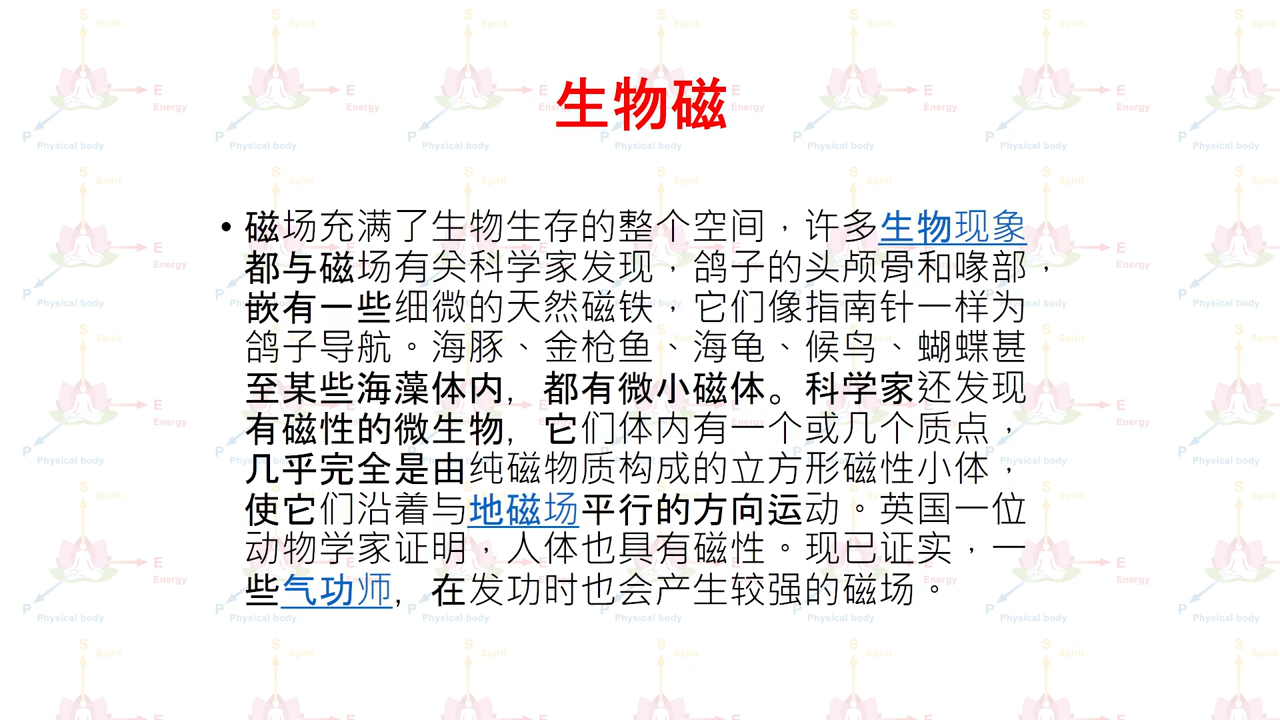 生物磁
• 磁场充满了生物生存的整个空间，许多生物现象
都与磁场有关科学家发现，鸽子的头颅骨和喙部，
嵌有一些细微的天然磁铁，它们像指南针一样为
鸽子导航。海豚、金枪鱼、海龟、候鸟、蝴蝶甚
至某些海藻体内，都有微小磁体。科学家还发现
有磁性的微生物，它们体内有一个或几个质点，
几乎完全是由纯磁物质构成的立方形磁性小体，
使它们沿着与地磁场平行的方向运动。英国一位
动物学家证明，人体也具有磁性。现已证实，一
些气功师，在发功时也会产生较强的磁场。
S Spirit
E Energy
P Physical body